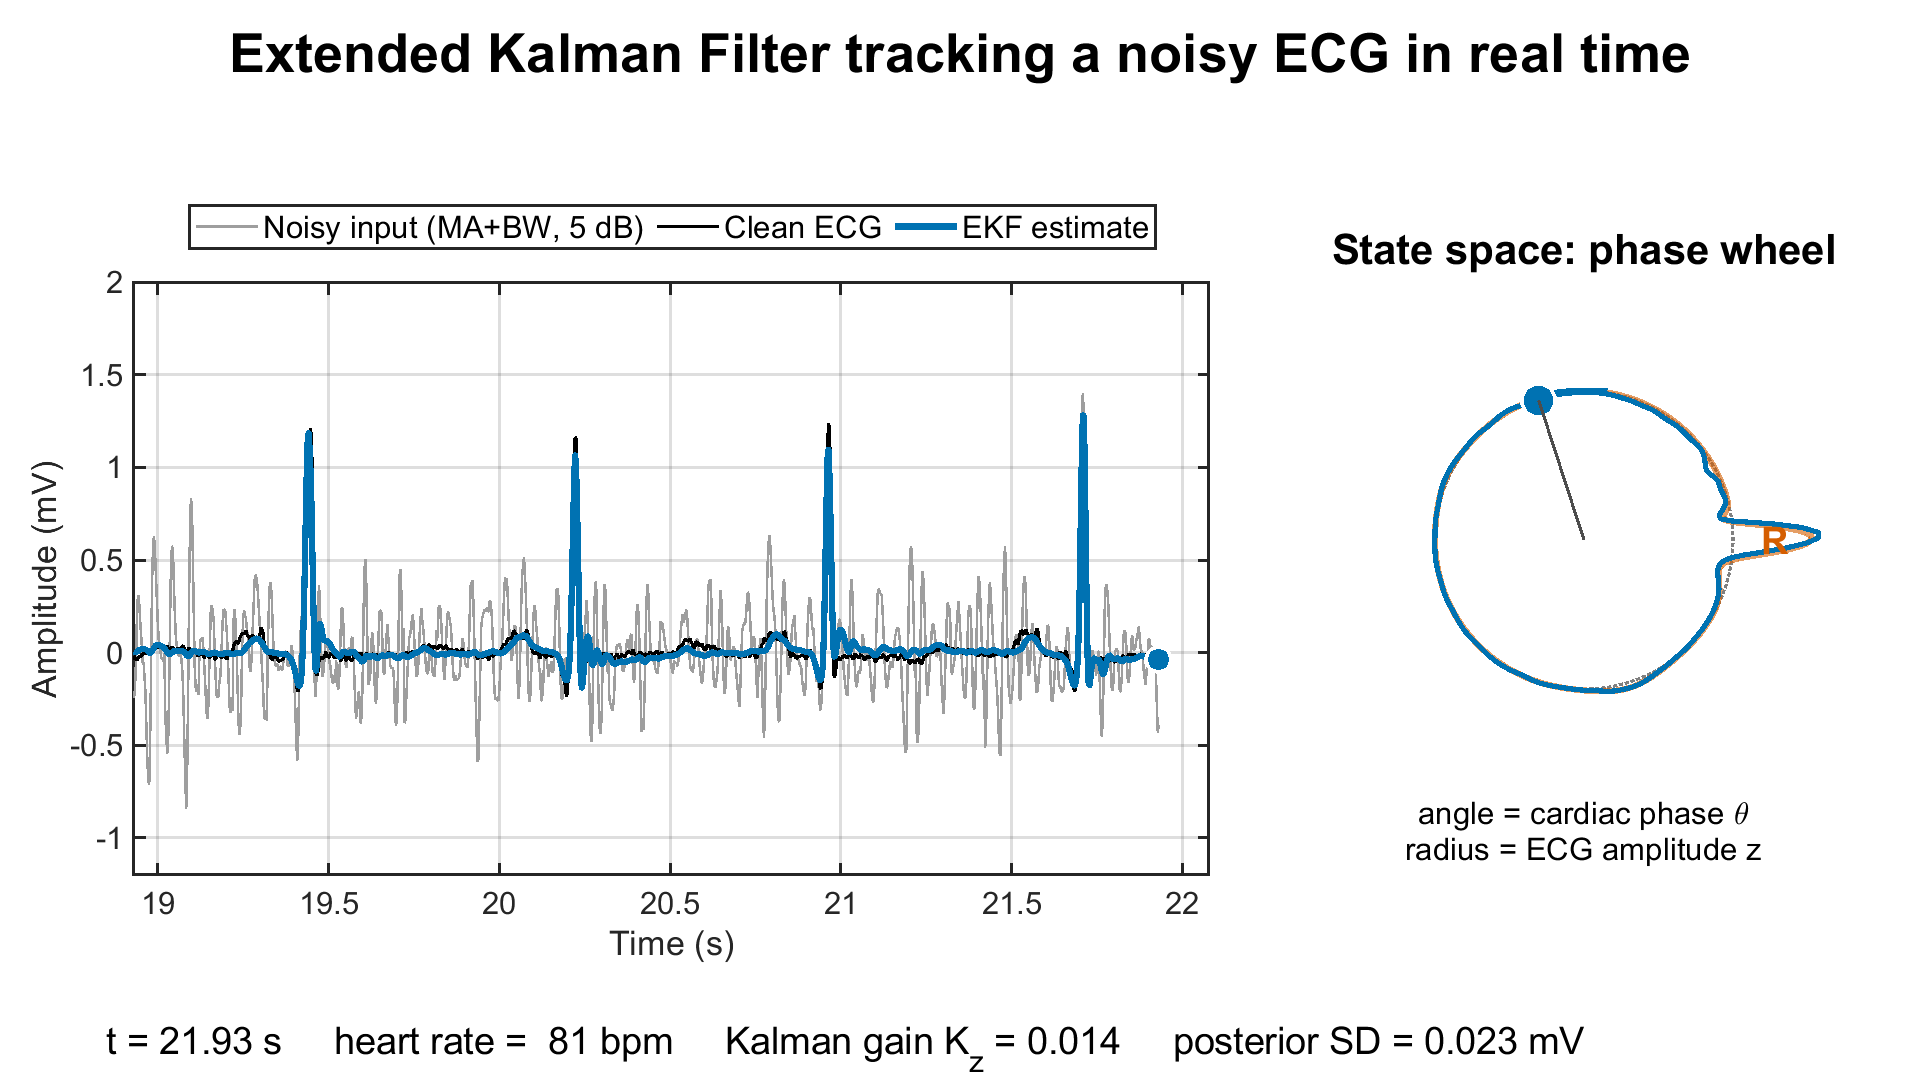 Extended Kalman Filter tracking a noisy ECG in real time
Noisy input (MA+BW, 5 dB) Clean ECG EKF estimate
State space: phase wheel
2
1.5
1
0.5
0
-0.5
-1
Amplitude (mV)
19 19.5 20 20.5 21 21.5 22
Time (s)
R
angle = cardiac phase θ
radius = ECG amplitude z
t = 21.93 s heart rate = 81 bpm Kalman gain K_z = 0.014 posterior SD = 0.023 mV